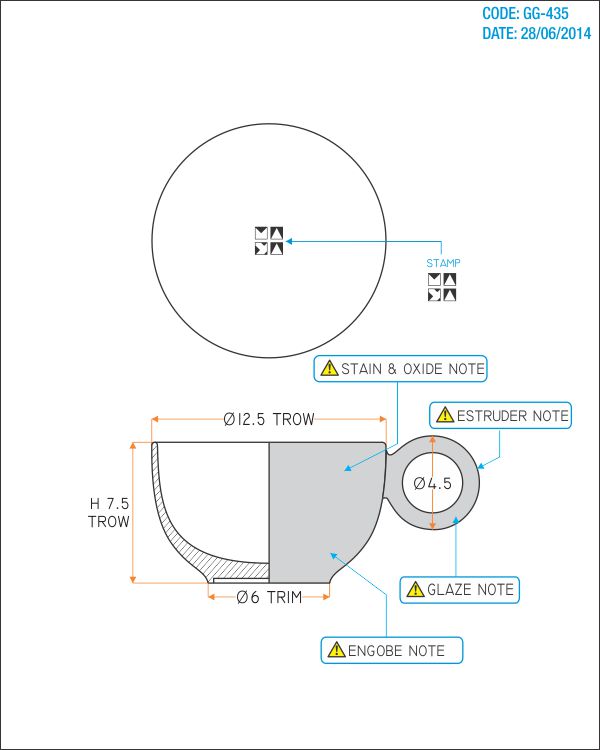 CODE: GG-435
DATE: 28/06/2014
STAMP
STAIN & OXIDE NOTE
Ø12.5 TROW
ESTRUDER NOTE
Ø4.5
H 7.5
TROW
GLAZE NOTE
Ø6 TRIM
ENGOBE NOTE